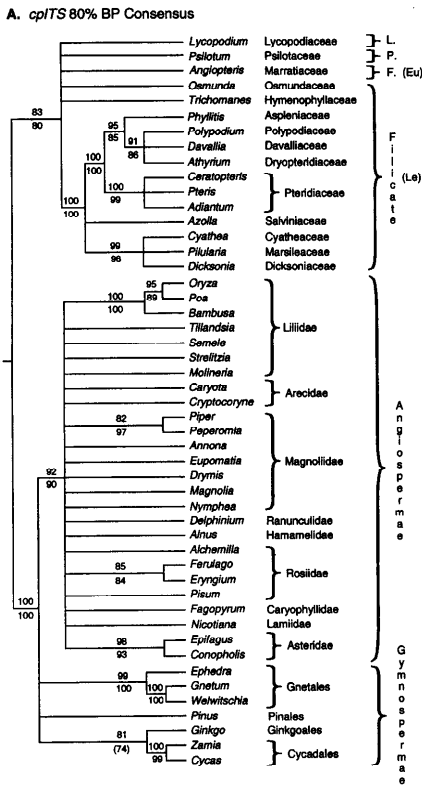 A. cpITS 80% BP Consensus
Lycopodium Lycopodiaceae L.
Psilotum Psilotaceae P.
Angiopteris Marratiaceae F. (Eu)
83
80
Osmunda Osmundaceae
Trichomanes Hymenophyllaceae
Phyllitis Aspleniaceae
95
85
Polypodium Polypodiaceae
91
86
Davallia Davalliaceae
100
100
Athyrium Dryopteridiaceae
Ceratopteris
100
99
Pteris Pteridiaceae
Adiantum
100
100
Azolla Salviniaceae
Cyathea Cyatheaceae
99
96
Pilularia Marsileaceae
Dicksonia Dicksoniaceae
Filicate (Le)
Oryza
95
89
Poa
100
100
Bambusa
Tillandsia Liliidae
Semele
Strelitzia
Molineria
Caryota Arecidae
Cryptocoryne
Piper
82
97
Peperomia
Annona
Eupomatia Magnoliidae
Drymis
92
90
Magnolia
Nymphea
Delphinium Ranunculidae
Alnus Hamamelidae
Alchemilla
Ferulago
85
84
Rosiidae
Eryngium
Pisum
Fagopyrum Caryophyllidae
100
100
Nicotiana Lamiidae
Epifagus
98
93
Asteridae
Conopholis
Angiospermae
Ephedra
99
100
Gnetum Gnetales
100
100
Welwitschia
Pinus Pinales
Ginkgo Ginkgoales
81
(74)
Zamia
100
99
Cycadales
Cycas
Gymnospermae